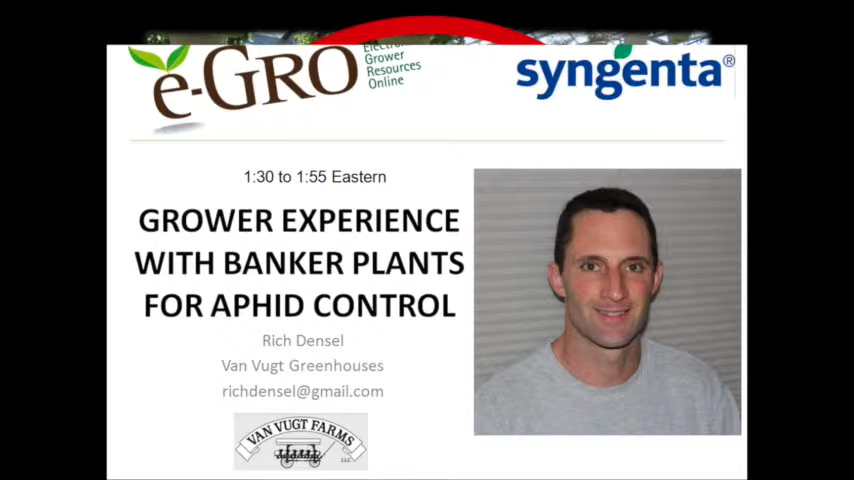 e-GRO
Electronic
Grower
Resources
Online
syngenta®
1:30 to 1:55 Eastern
GROWER EXPERIENCE
WITH BANKER PLANTS
FOR APHID CONTROL
Rich Densel
Van Vugt Greenhouses
richdensel@gmail.com
VAN VUGT FARMS
LLC